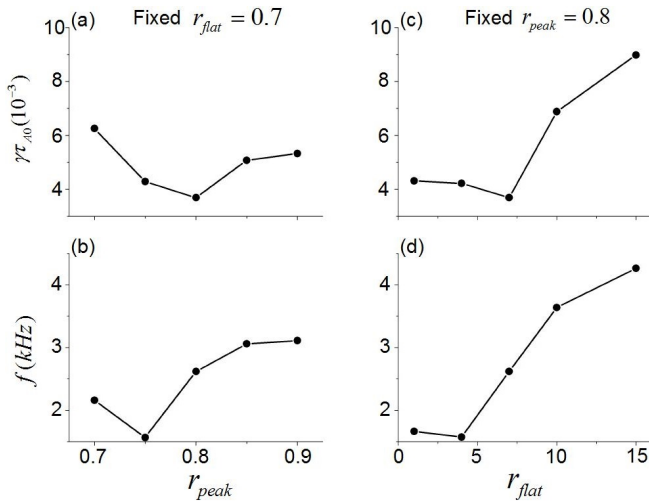 (a) Fixed r_flat = 0.7
10
8
6
4
γτ_A0 (10⁻³)
(c) Fixed r_peak = 0.8
10
8
6
4
(b)
4
3
2
f (kHz)
0.7 0.8 0.9
r_peak
(d)
4
3
2
0 5 10 15
r_flat